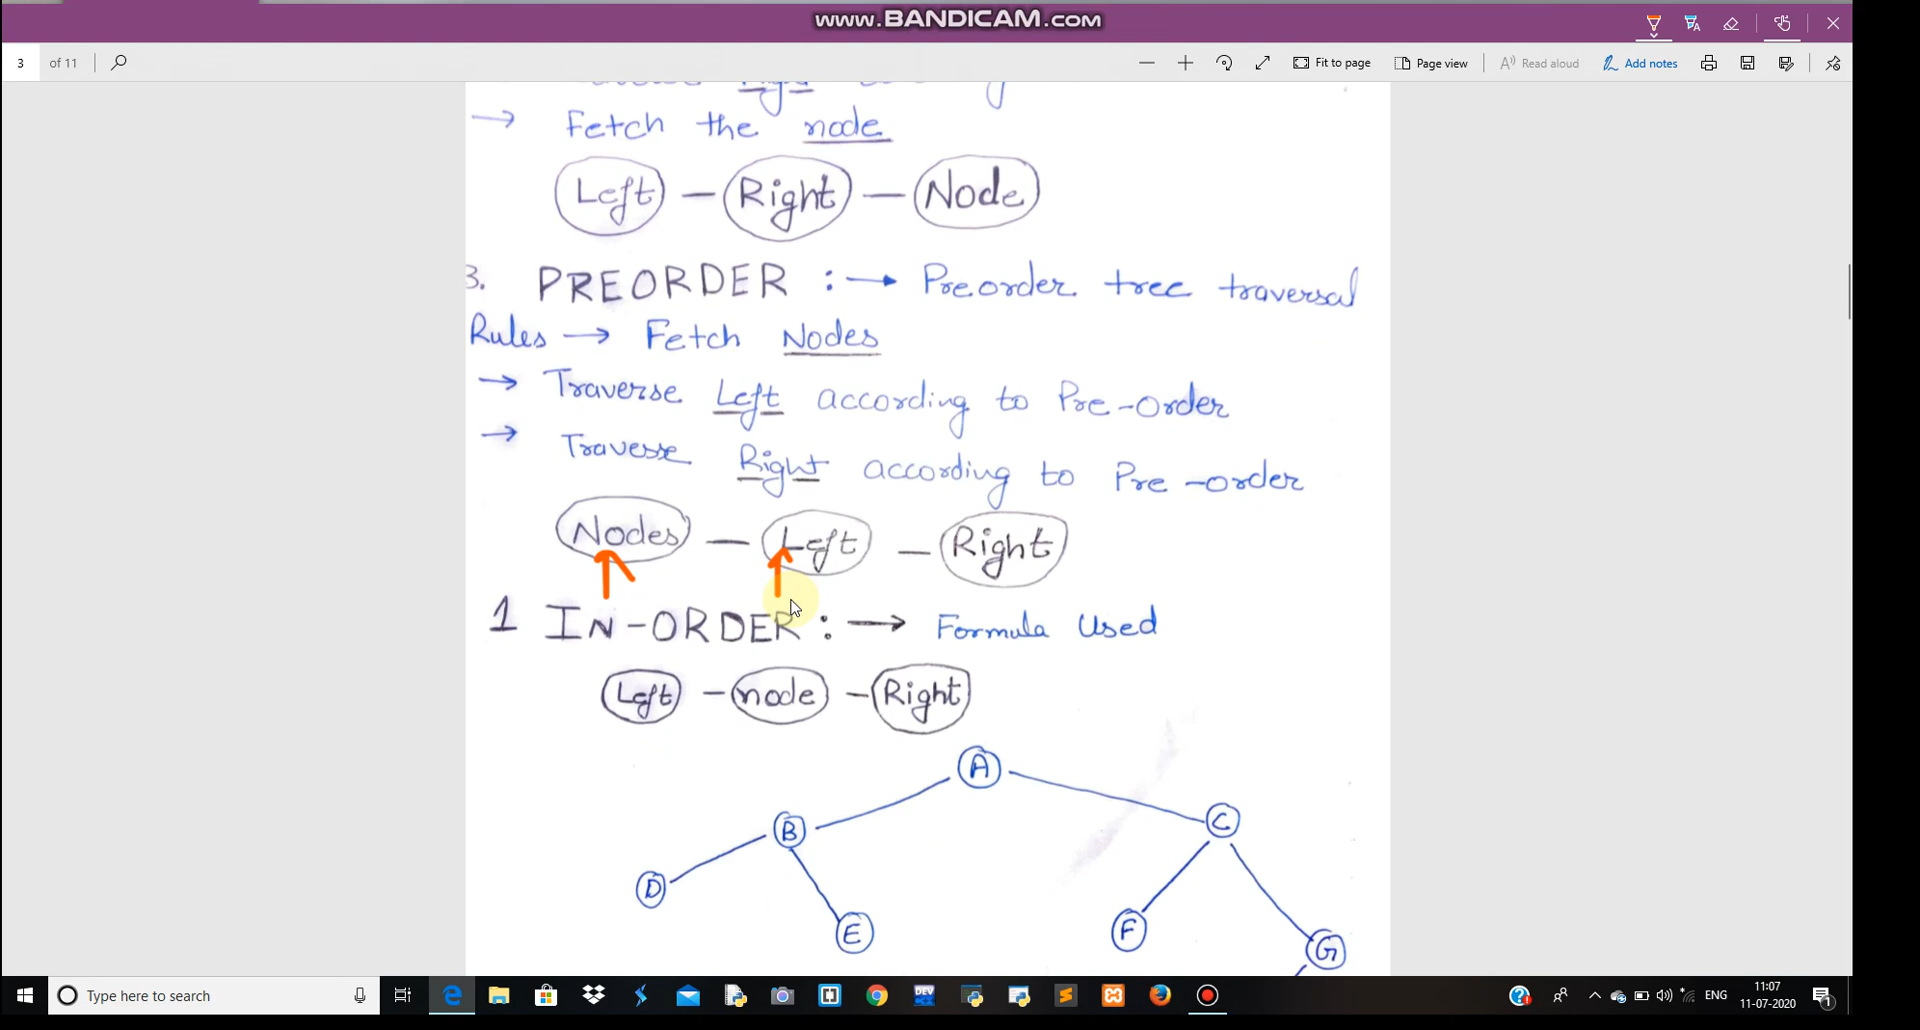 www.BANDICAM.com
3 of 11
Fit to page
Page view
Read aloud
Add notes
→ Fetch the node
Left - Right - Node
3. PREORDER :→ Preorder tree traversal
Rules → Fetch Nodes
→ Traverse Left according to Pre-order
→ Traverse Right according to Pre-order
Nodes - Left - Right
1 IN-ORDER :→ Formula Used
Left - node - Right
A
B C
D E F G
Type here to search
DEV
ENG
11:07
11-07-2020
1